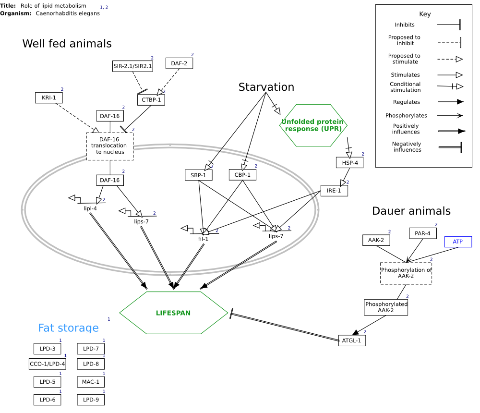 Title: Role of lipid metabolism 1, 2
Organism: Caenorhabditis elegans
Key
Inhibits
Proposed to
inhibit
Proposed to
stimulate
Stimulates
Conditional
stimulation
Regulates
Phosphorylates
Positively
influences
Negatively
influences
Well fed animals
SIR-2.1/SIR2.1
DAF-2
KRI-1
CTBP-1
DAF-16
DAF-16
translocation
to nucleus
DAF-16
lipl-4
lips-7
Starvation
Unfolded protein
response (UPR)
HSP-4
SBP-1
CBP-1
IRE-1
fil-1
lips-7
Dauer animals
AAK-2
PAR-4
ATP
Phosphorylation of
AAK-2
Phosphorylated
AAK-2
ATGL-1
LIFESPAN
Fat storage 1
LPD-3
LPD-7
CCO-1/LPD-4
LPD-8
LPD-5
MAC-1
LPD-6
LPD-9